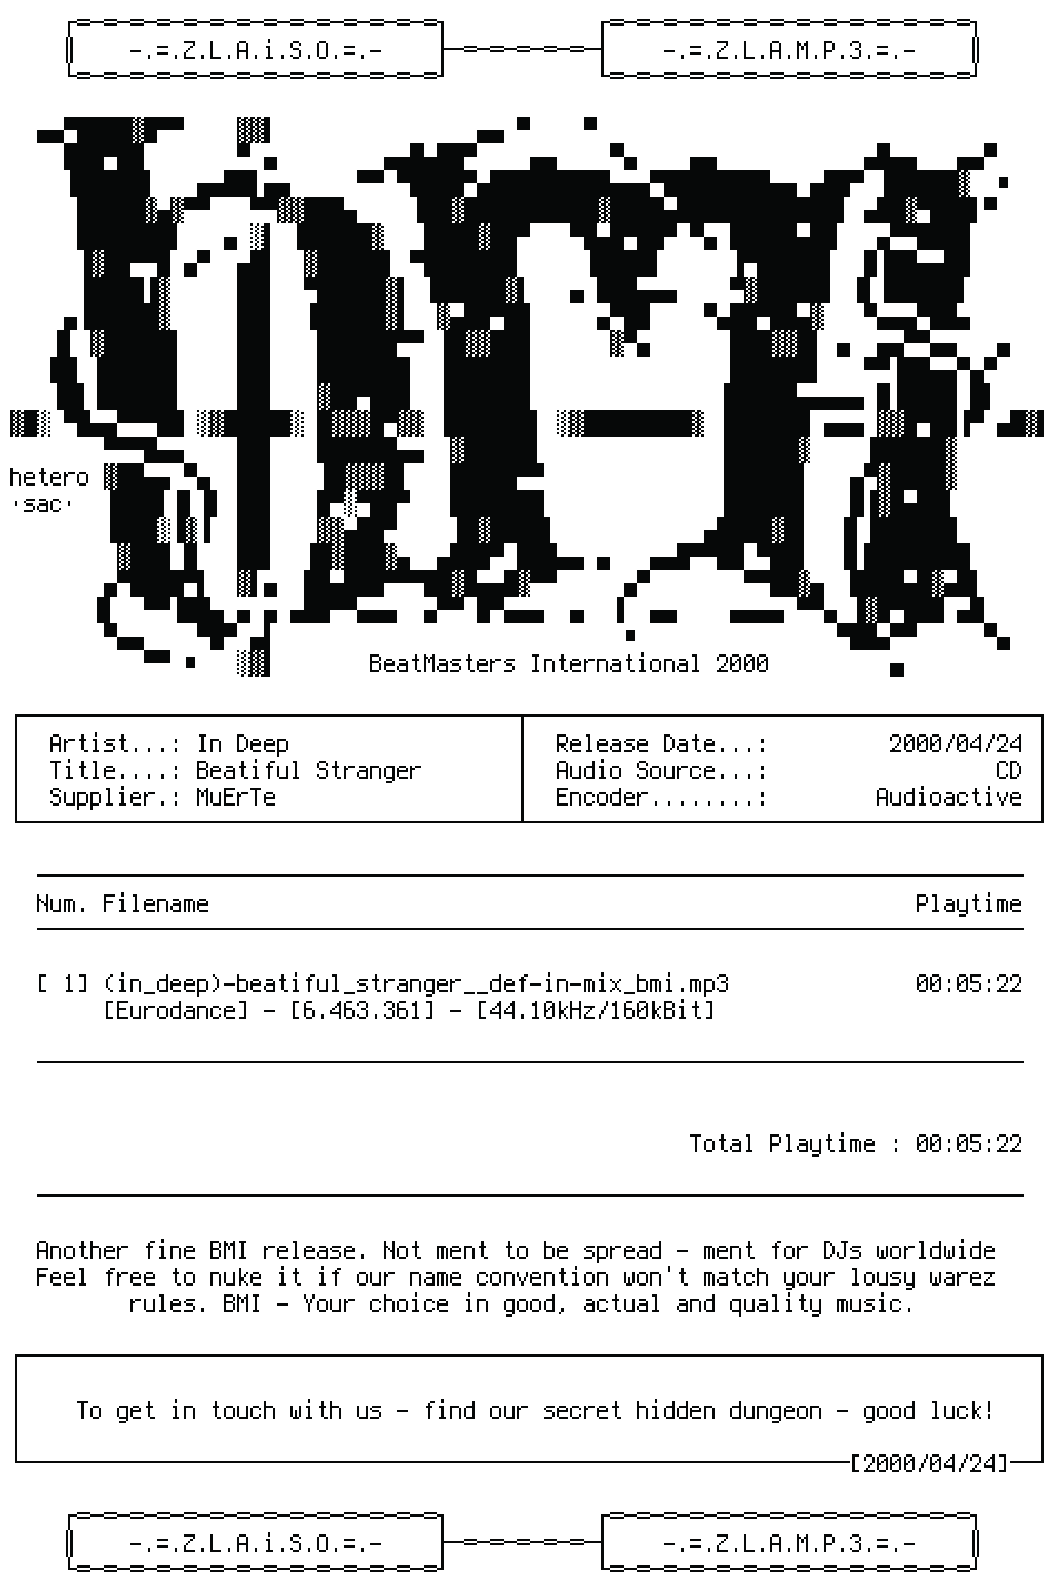 -.=.Z.L.A.i.S.O.=.- -.=.Z.L.A.M.P.3.=.-
hetero
·sac·
BeatMasters International 2000
Artist...: In Deep Release Date...: 2000/04/24
Title....: Beatiful Stranger Audio Source...: CD
Supplier.: MuErTe Encoder........: Audioactive
Num. Filename Playtime
[ 1] (in_deep)-beatiful_stranger__def-in-mix_bmi.mp3 00:05:22
[Eurodance] - [6.463.361] - [44.10kHz/160kBit]
Total Playtime : 00:05:22
Another fine BMI release. Not ment to be spread - ment for DJs worldwide
Feel free to nuke it if our name convention won't match your lousy warez
rules. BMI - Your choice in good, actual and quality music.
To get in touch with us - find our secret hidden dungeon - good luck!
[2000/04/24]
-.=.Z.L.A.i.S.O.=.- -.=.Z.L.A.M.P.3.=.-